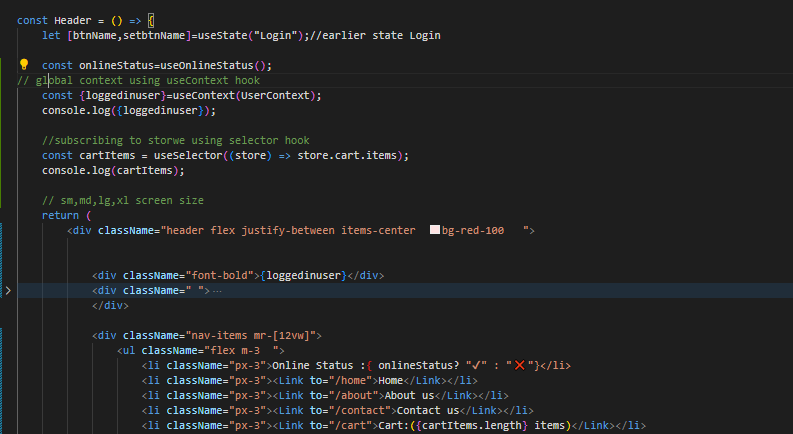 const Header = () => {
let [btnName,setbtnName]=useState("Login");//earlier state Login
const onlineStatus=useOnlineStatus();
// global context using useContext hook
const {loggedinuser}=useContext(UserContext);
console.log({loggedinuser});
//subscribing to storwe using selector hook
const cartItems = useSelector((store) => store.cart.items);
console.log(cartItems);
// sm,md,lg,xl screen size
return (
<div className="header flex justify-between items-center bg-red-100 ">
<div className="font-bold">{loggedinuser}</div>
<div className=" ">⋯
</div>
<div className="nav-items mr-[12vw]">
<ul className="flex m-3 ">
<li className="px-3">Online Status :{ onlineStatus? "✓" : "❌"}</li>
<li className="px-3"><Link to="/home">Home</Link></li>
<li className="px-3"><Link to="/about">About us</Link></li>
<li className="px-3"><Link to="/contact">Contact us</Link></li>
<li className="px-3"><Link to="/cart">Cart:({cartItems.length} items)</Link></li>